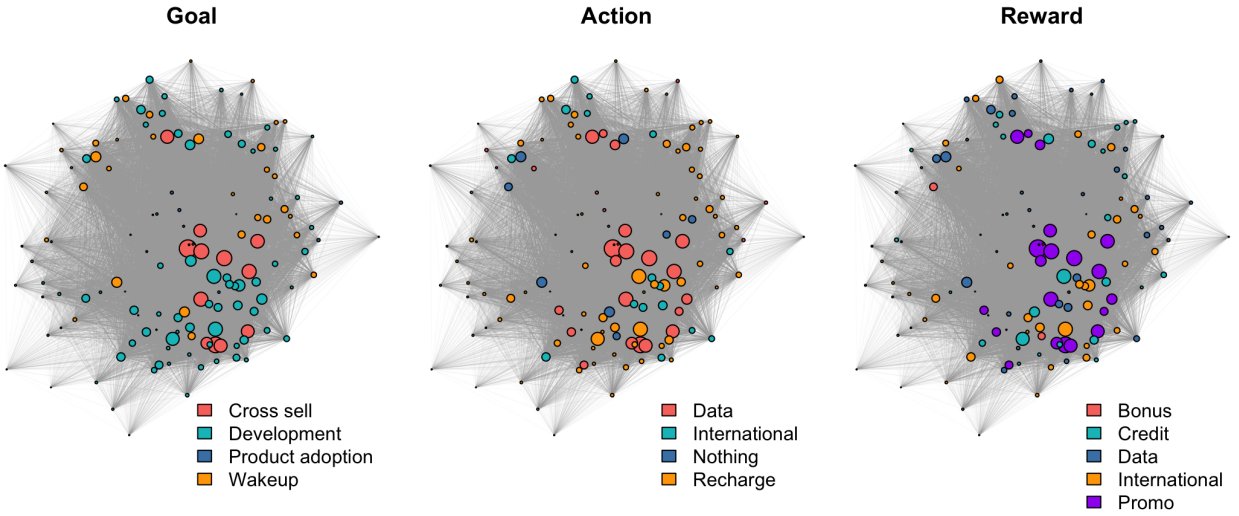 Goal
Action
Reward
Cross sell
Development
Product adoption
Wakeup
Data
International
Nothing
Recharge
Bonus
Credit
Data
International
Promo